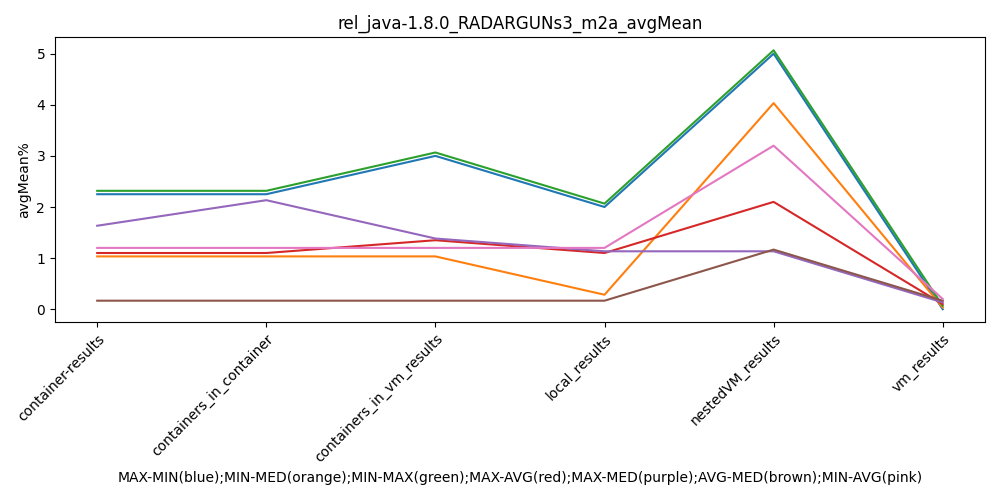 rel_java-1.8.0_RADARGUNs3_m2a_avgMean
avgMean%
5
4
3
2
1
0
container-results
containers_in_container
containers_in_vm_results
local_results
nestedVM_results
vm_results
MAX-MIN(blue);MIN-MED(orange);MIN-MAX(green);MAX-AVG(red);MAX-MED(purple);AVG-MED(brown);MIN-AVG(pink)